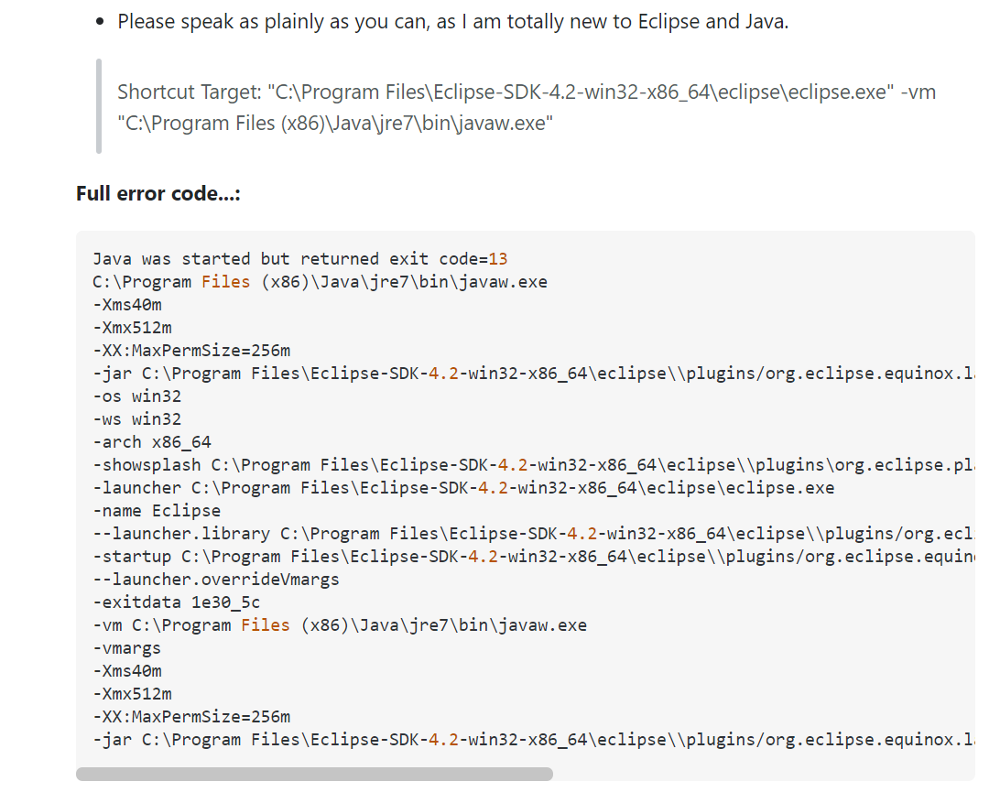 Please speak as plainly as you can, as I am totally new to Eclipse and Java.
Shortcut Target: "C:\Program Files\Eclipse-SDK-4.2-win32-x86_64\eclipse\eclipse.exe" -vm
"C:\Program Files (x86)\Java\jre7\bin\javaw.exe"
Full error code...:
Java was started but returned exit code=13
C:\Program Files (x86)\Java\jre7\bin\javaw.exe
-Xms40m
-Xmx512m
-XX:MaxPermSize=256m
-jar C:\Program Files\Eclipse-SDK-4.2-win32-x86_64\eclipse\\plugins/org.eclipse.equinox.l
-os win32
-ws win32
-arch x86_64
-showsplash C:\Program Files\Eclipse-SDK-4.2-win32-x86_64\eclipse\\plugins\org.eclipse.pl
-launcher C:\Program Files\Eclipse-SDK-4.2-win32-x86_64\eclipse\eclipse.exe
-name Eclipse
--launcher.library C:\Program Files\Eclipse-SDK-4.2-win32-x86_64\eclipse\\plugins/org.ecl
-startup C:\Program Files\Eclipse-SDK-4.2-win32-x86_64\eclipse\\plugins/org.eclipse.equin
--launcher.overrideVmargs
-exitdata 1e30_5c
-vm C:\Program Files (x86)\Java\jre7\bin\javaw.exe
-vmargs
-Xms40m
-Xmx512m
-XX:MaxPermSize=256m
-jar C:\Program Files\Eclipse-SDK-4.2-win32-x86_64\eclipse\\plugins/org.eclipse.equinox.l